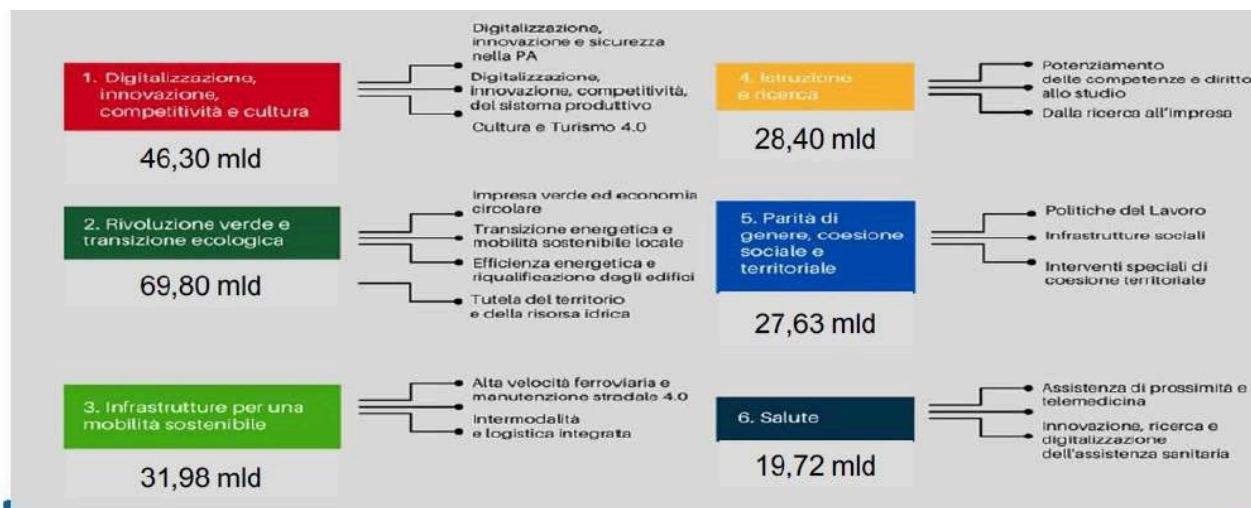 1. Digitalizzazione,
innovazione,
competitività e cultura
46,30 mld
Digitalizzazione,
innovazione e sicurezza
nella PA
Digitalizzazione,
innovazione, competitività,
del sistema produttivo
Cultura e Turismo 4.0
2. Rivoluzione verde e
transizione ecologica
69,80 mld
Impresa verde ed economia
circolare
Transizione energetica e
mobilità sostenibile locale
Efficienza energetica e
riqualificazione degli edifici
Tutela del territorio
e della risorsa idrica
3. Infrastrutture per una
mobilità sostenibile
31,98 mld
Alta velocità ferroviaria e
manutenzione stradale 4.0
Intermodalità
e logistica integrata
4. Istruzione
e ricerca
28,40 mld
Potenziamento
delle competenze e diritto
allo studio
Dalla ricerca all'impresa
5. Parità di
genere, coesione
sociale e
territoriale
27,63 mld
Politiche del Lavoro
Infrastrutture sociali
Interventi speciali di
coesione territoriale
6. Salute
19,72 mld
Assistenza di prossimità e
telemedicina
Innovazione, ricerca e
digitalizzazione
dell'assistenza sanitaria